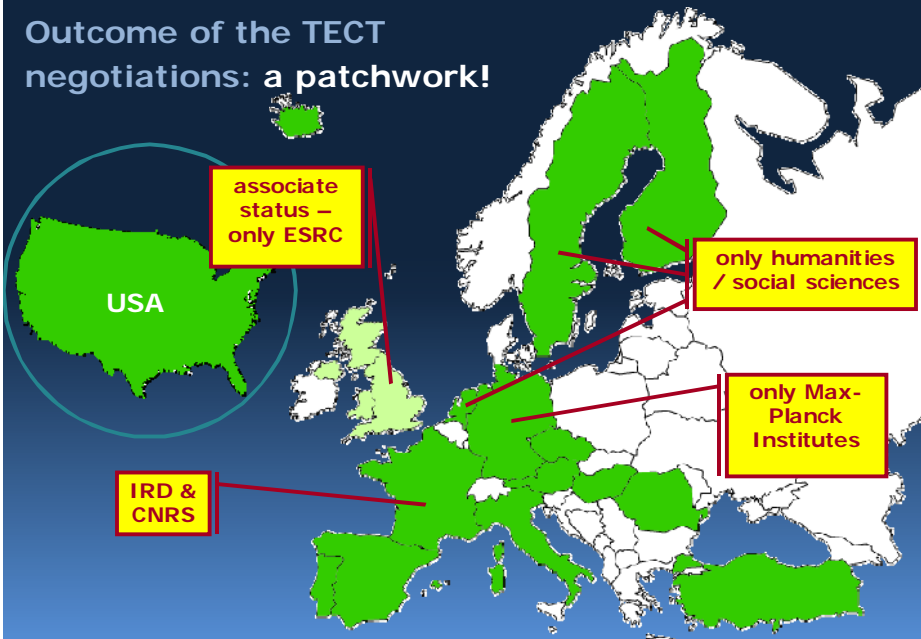 Outcome of the TECT
negotiations: a patchwork!
associate
status –
only ESRC
USA
only humanities
/ social sciences
only Max-
Planck
Institutes
IRD &
CNRS